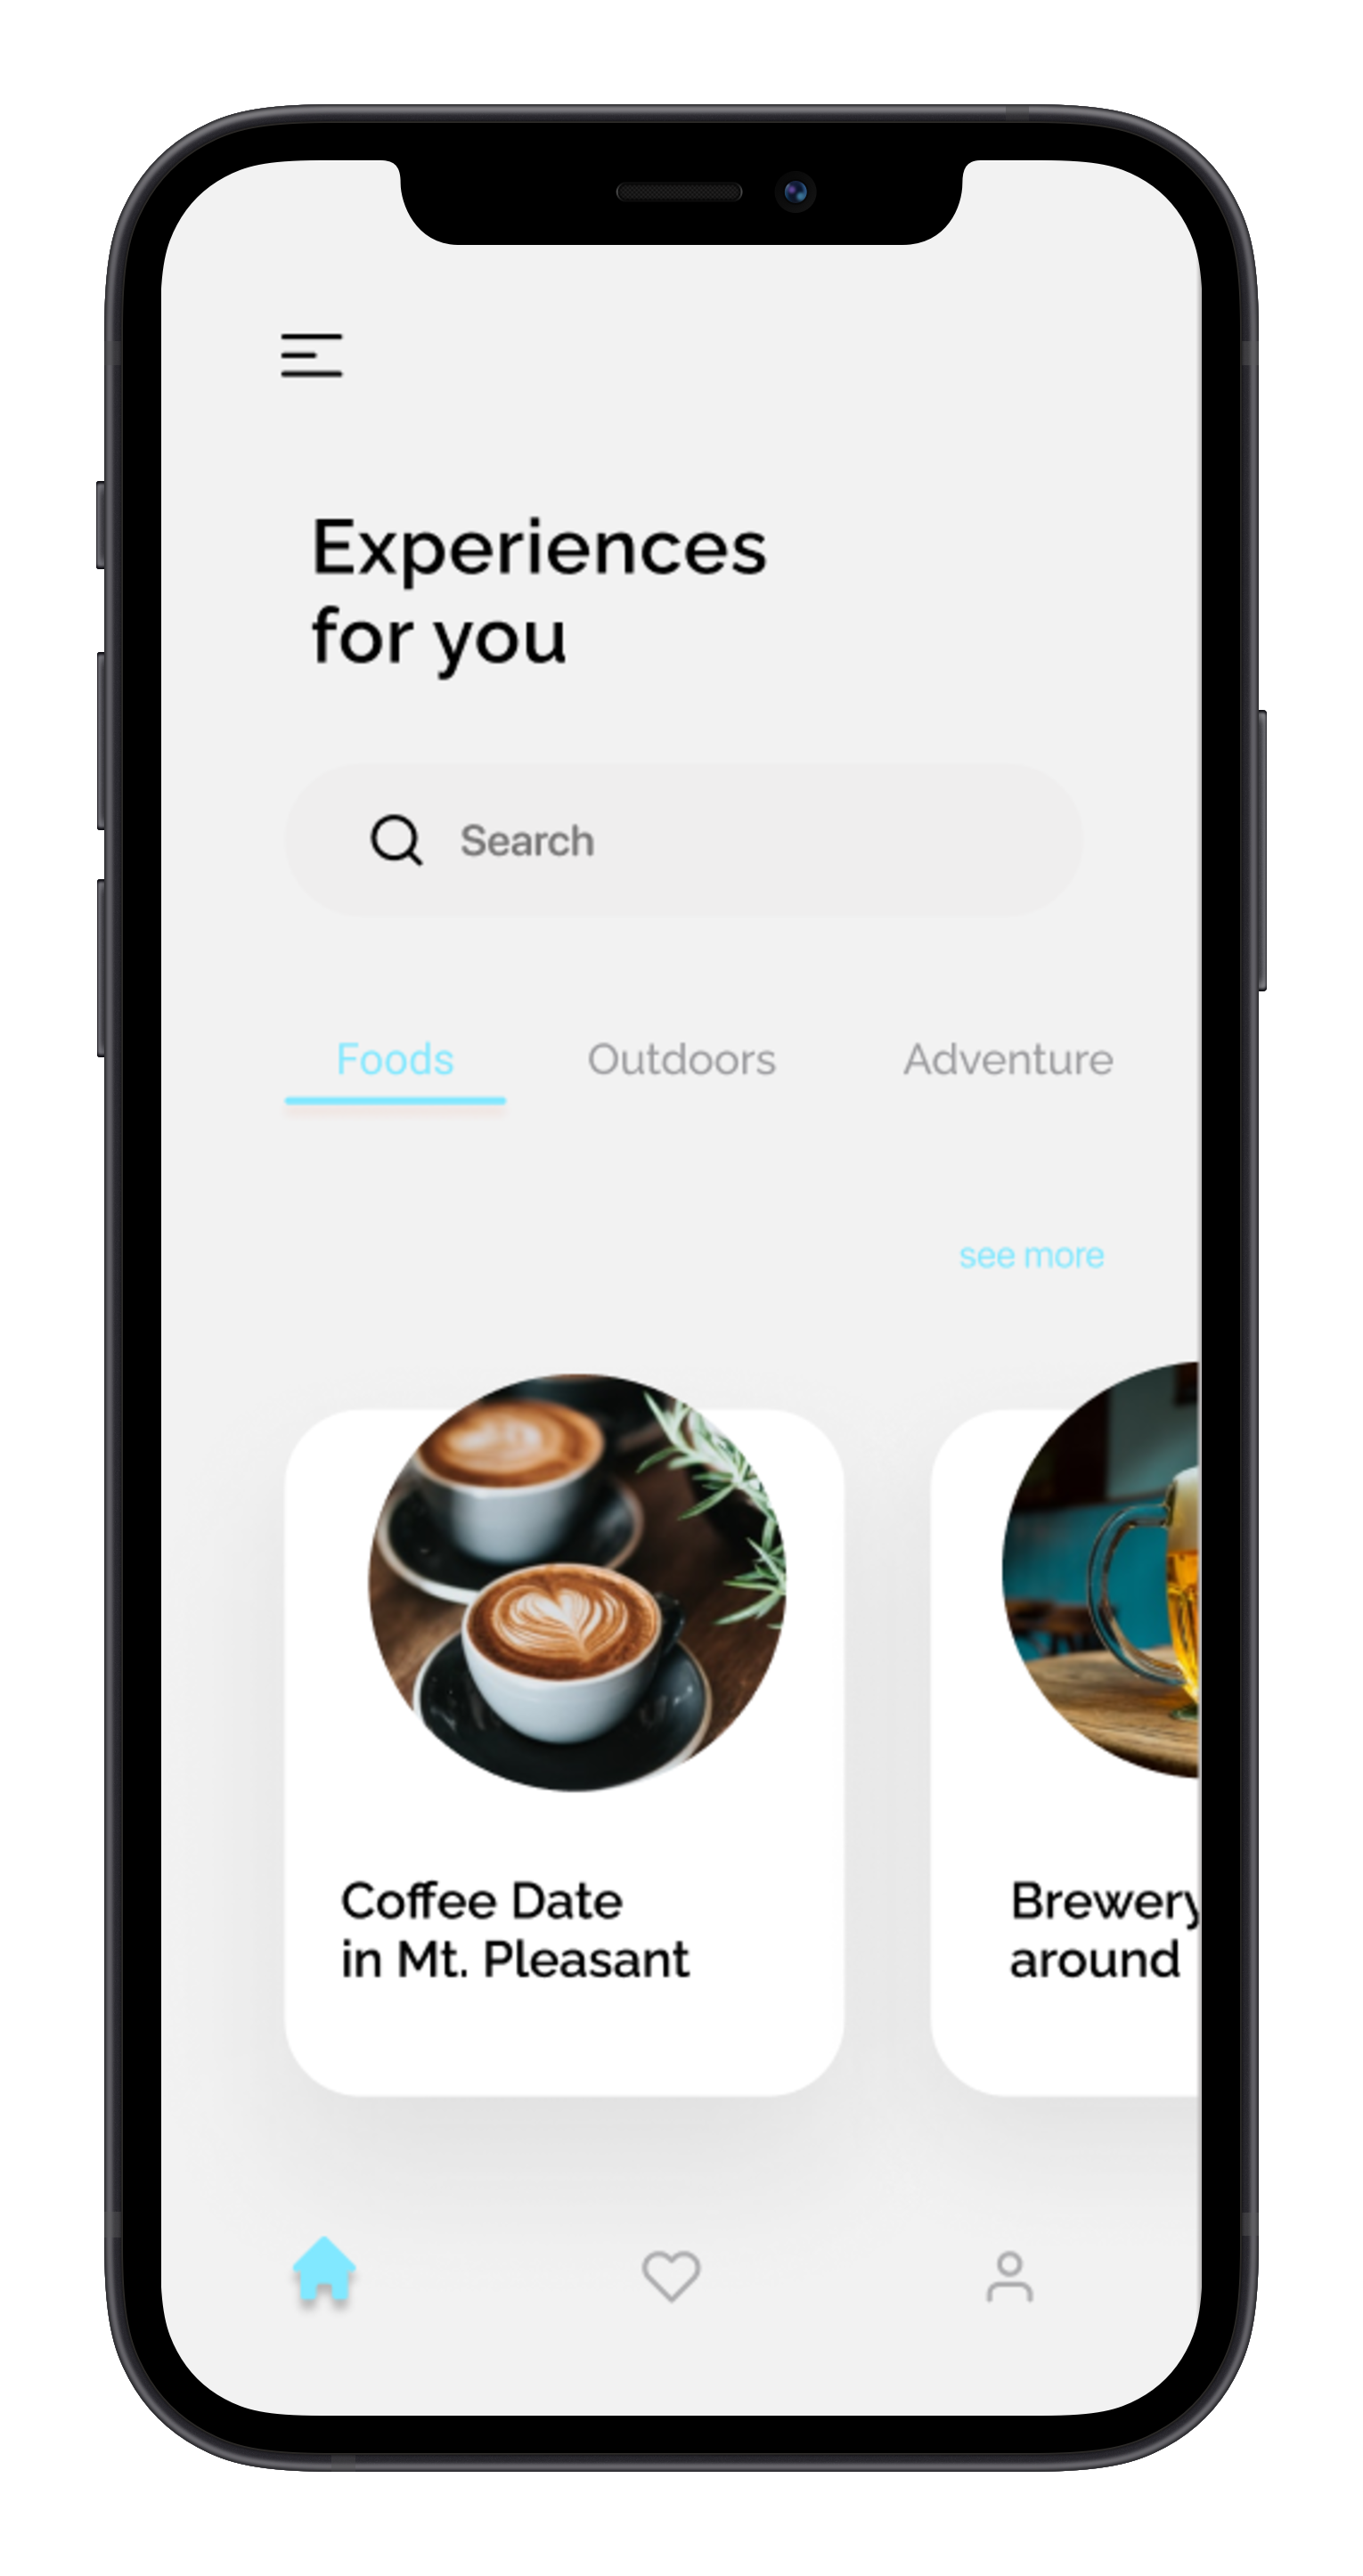 Experiences
for you
Search
Foods Outdoors Adventure
see more
Coffee Date
in Mt. Pleasant
Brewery
around